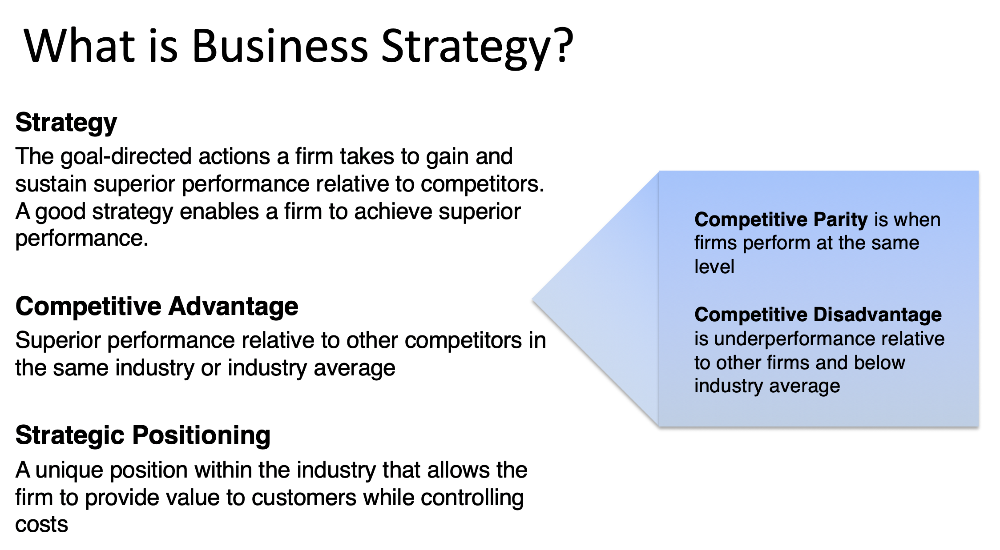 What is Business Strategy?
Strategy
The goal-directed actions a firm takes to gain and
sustain superior performance relative to competitors.
A good strategy enables a firm to achieve superior
performance.
Competitive Advantage
Superior performance relative to other competitors in
the same industry or industry average
Strategic Positioning
A unique position within the industry that allows the
firm to provide value to customers while controlling
costs
Competitive Parity is when
firms perform at the same
level
Competitive Disadvantage
is underperformance relative
to other firms and below
industry average